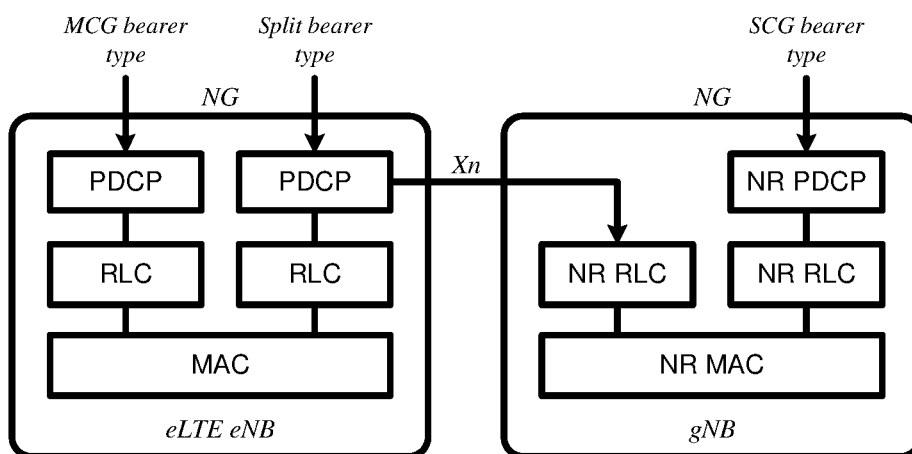 MCG bearer
type
Split bearer
type
SCG bearer
type
NG
NG
PDCP
PDCP
Xn
NR PDCP
RLC
RLC
NR RLC
NR RLC
MAC
NR MAC
eLTE eNB
gNB